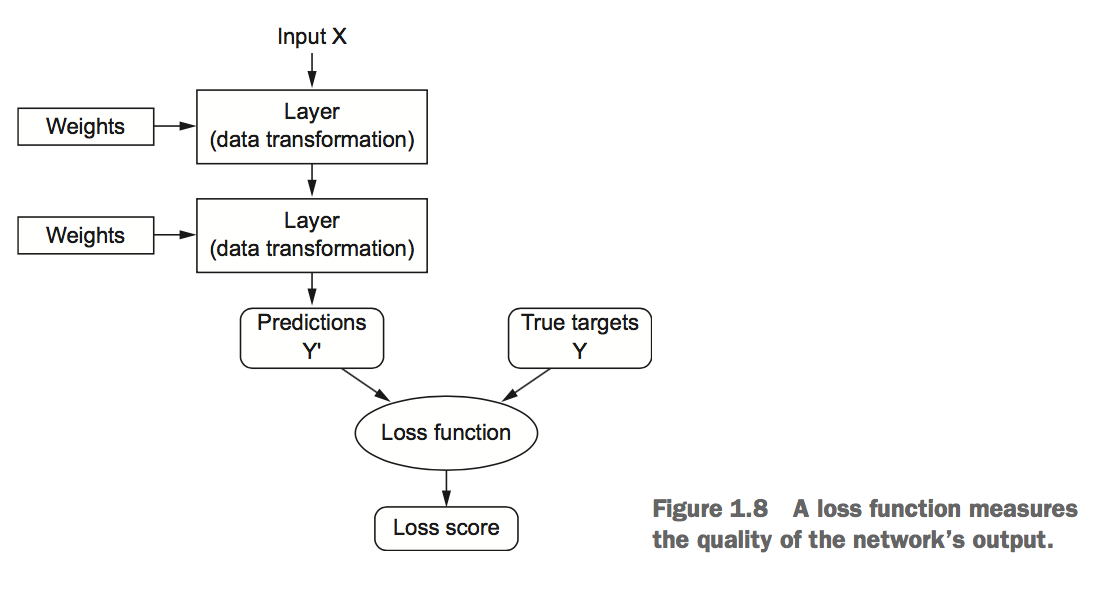 Input X
Weights
Layer
(data transformation)
Weights
Layer
(data transformation)
Predictions
Y'
True targets
Y
Loss function
Loss score
Figure 1.8 A loss function measures
the quality of the network’s output.